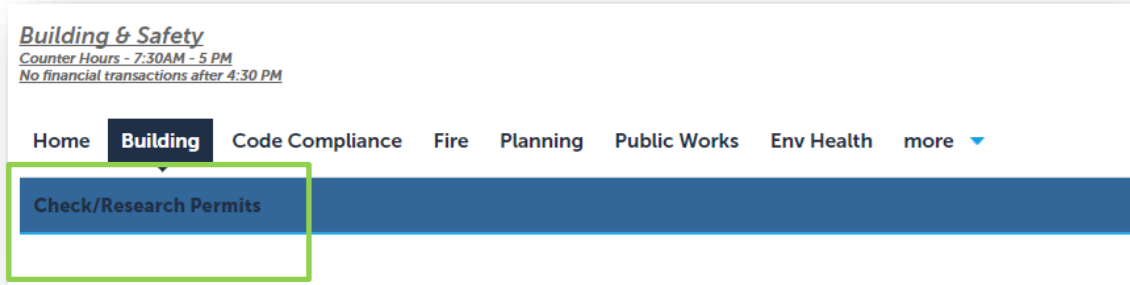 Building & Safety
Counter Hours - 7:30AM - 5 PM
No financial transactions after 4:30 PM
Home Building Code Compliance Fire Planning Public Works Env Health more
Check/Research Permits